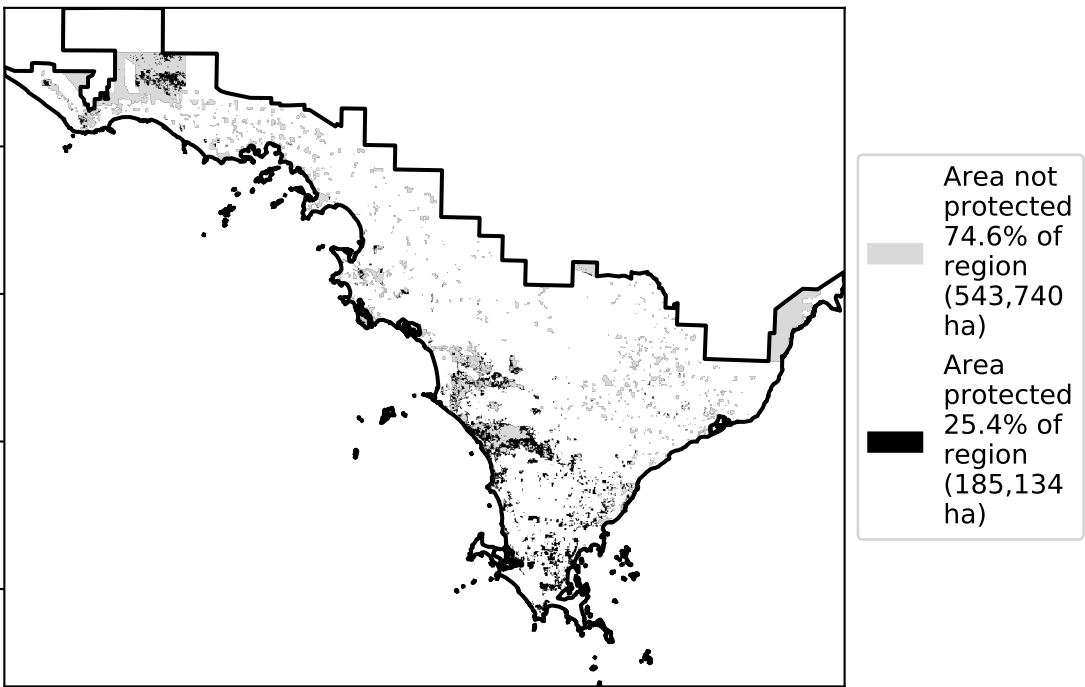 Area not
protected
74.6% of
region
(543,740
ha)
Area
protected
25.4% of
region
(185,134
ha)